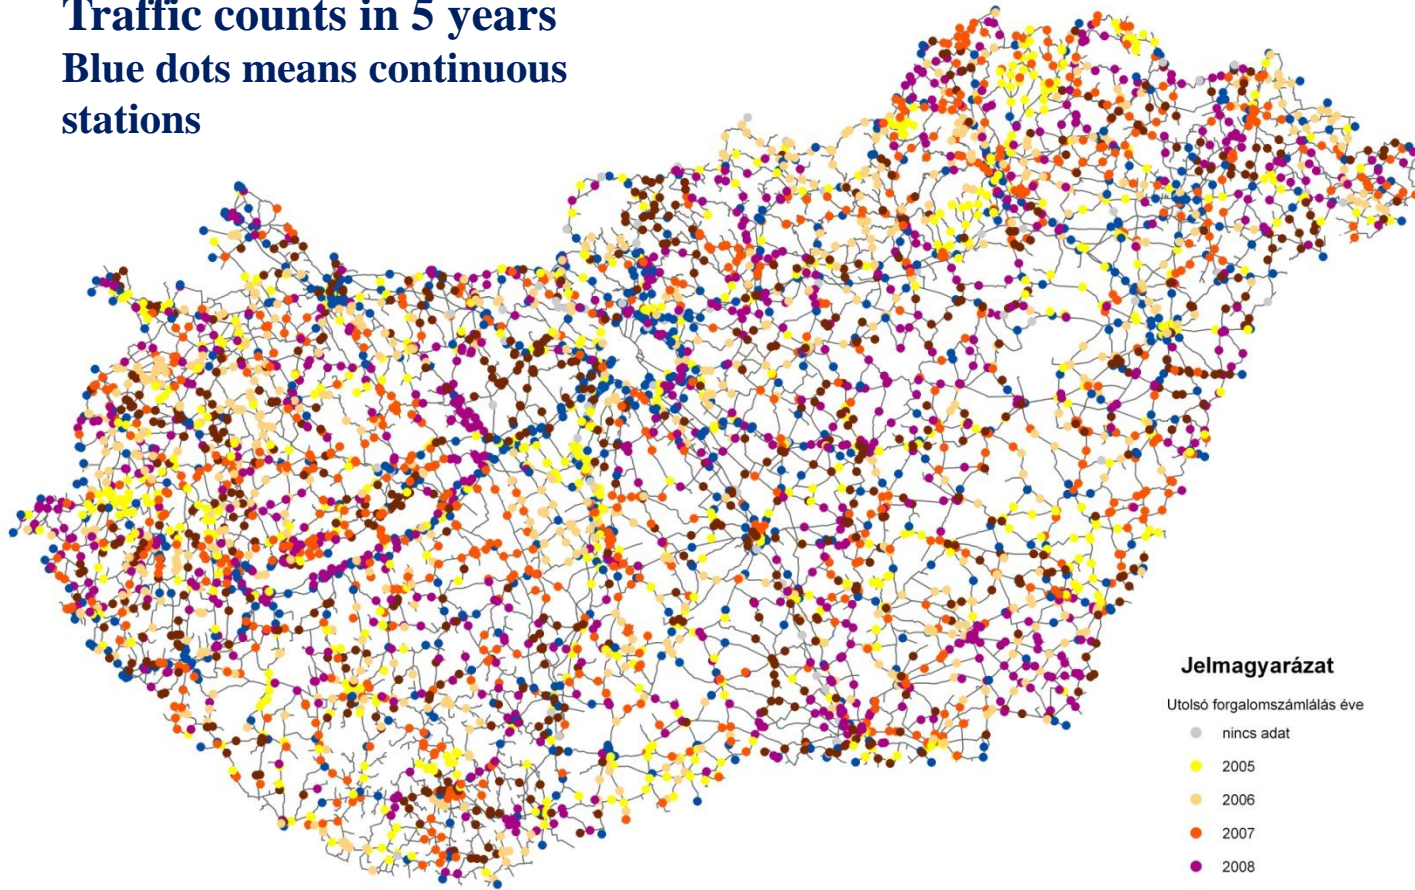 Traffic counts in 5 years
Blue dots means continuous
stations
Jelmagyarázat
Utolsó forgalomszámlálás éve
nincs adat
2005
2006
2007
2008